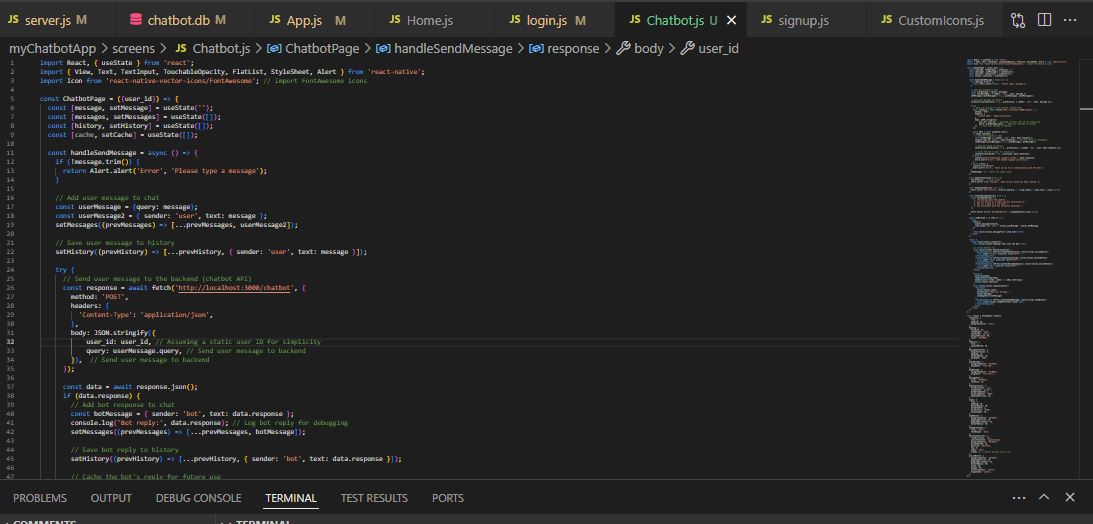 JS server.js M chatbot.db M JS App.js M JS Home.js JS login.js M JS Chatbot.js U JS signup.js JS CustomIcons.js
myChatbotApp > screens > JS Chatbot.js > ChatbotPage > handleSendMessage > response > body > user_id
1 import React, { useState } from 'react';
2 import { View, Text, TextInput, TouchableOpacity, FlatList, StyleSheet, Alert } from 'react-native';
3 import Icon from 'react-native-vector-icons/FontAwesome'; // Import FontAwesome icons
4
5 const ChatbotPage = ({user_id}) => {
6 const [message, setMessage] = useState('');
7 const [messages, setMessages] = useState([]);
8 const [history, setHistory] = useState([]);
9 const [cache, setCache] = useState({});
10
11 const handleSendMessage = async () => {
12 if (!message.trim()) {
13 return Alert.alert('Error', 'Please type a message');
14 }
15
16 // Add user message to chat
17 const userMessage = {query: message};
18 const userMessage2 = { sender: 'user', text: message };
19 setMessages((prevMessages) => [...prevMessages, userMessage2]);
20
21 // Save user message to history
22 setHistory((prevHistory) => [...prevHistory, { sender: 'user', text: message }]);
23
24 try {
25 // Send user message to the backend (chatbot API)
26 const response = await fetch('http://localhost:3000/chatbot', {
27 method: 'POST',
28 headers: {
29 'Content-Type': 'application/json',
30 },
31 body: JSON.stringify({
32 user_id: user_id, // Assuming a static user ID for simplicity
33 query: userMessage.query, // Send user message to backend
34 }), // Send user message to backend
35 });
36
37 const data = await response.json();
38 if (data.response) {
39 // Add bot response to chat
40 const botMessage = { sender: 'bot', text: data.response };
41 console.log('Bot reply:', data.response); // Log bot reply for debugging
42 setMessages((prevMessages) => [...prevMessages, botMessage]);
43
44 // Save bot reply to history
45 setHistory((prevHistory) => [...prevHistory, { sender: 'bot', text: data.response }]);
46
47 // Cache the bot's reply for future use
PROBLEMS OUTPUT DEBUG CONSOLE TERMINAL TEST RESULTS PORTS
COMMENTS TERMINAL